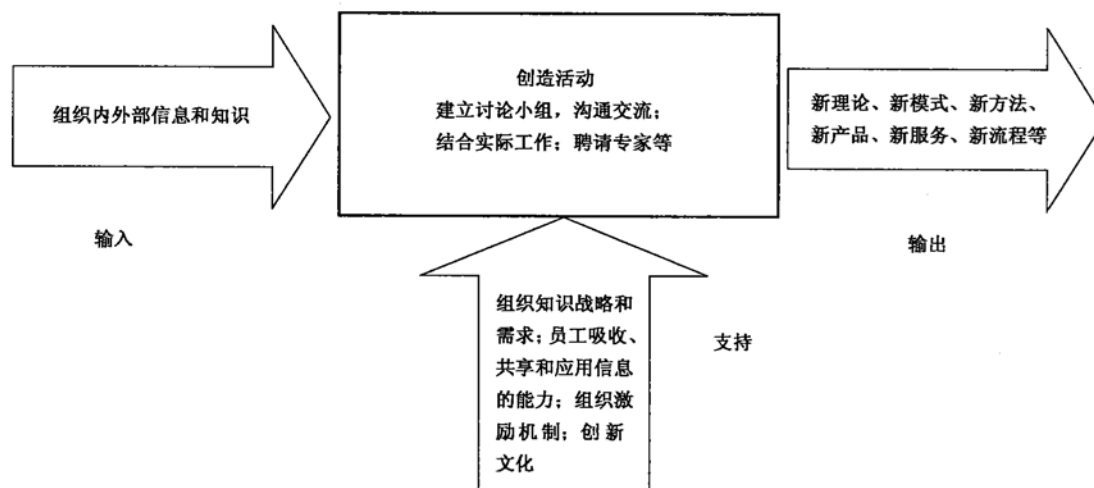 组织内外部信息和知识
创造活动
建立讨论小组，沟通交流；
结合实际工作；聘请专家等
新理论、新模式、新方法、
新产品、新服务、新流程等
输入
输出
组织知识战略和
需求；员工吸收、
共享和应用信息
的能力；组织激
励机制；创新
文化
支持